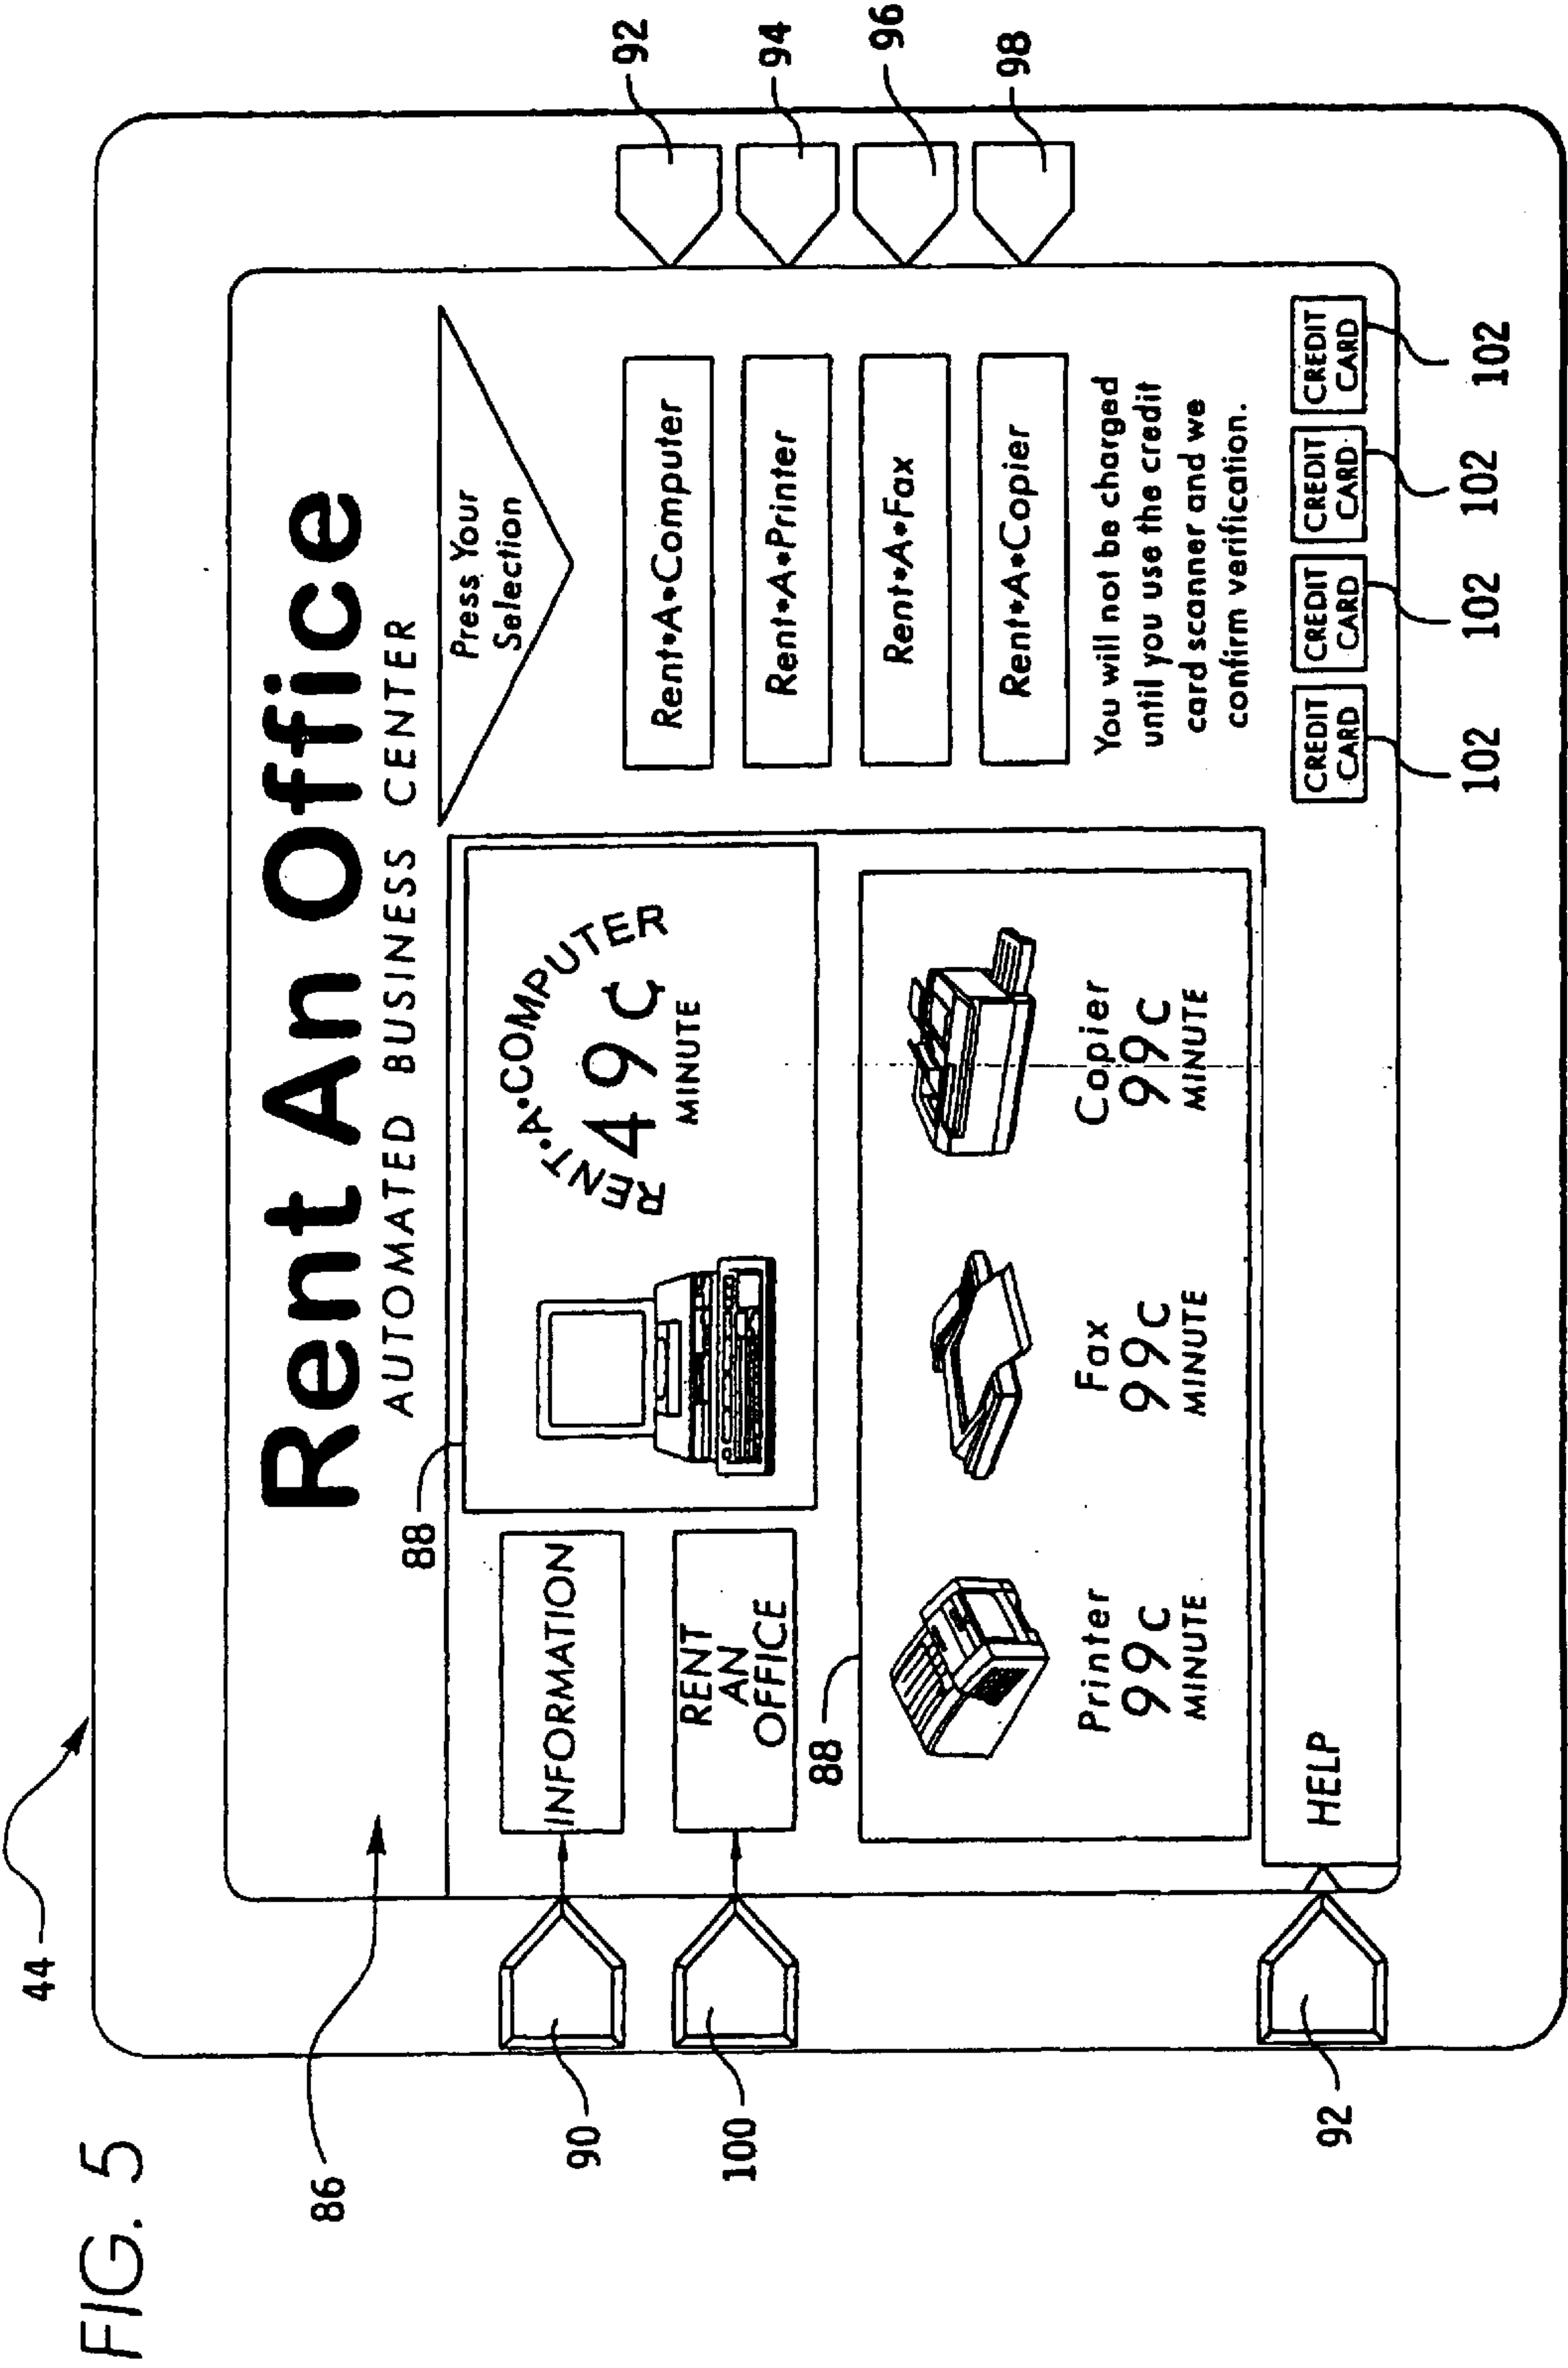 FIG. 5
44
86
Rent An Office
AUTOMATED BUSINESS CENTER
88
90
INFORMATION
100
RENT
AN
OFFICE
RENT•A•COMPUTER
49¢
MINUTE
88
Printer
99c
MINUTE
Fax
99c
MINUTE
Copier
99c
MINUTE
92
HELP
Press Your
Selection
Rent•A•Computer
92
Rent•A•Printer
94
Rent•A•Fax
96
Rent•A•Copier
98
You will not be charged
until you use the credit
card scanner and we
confirm verification.
CREDIT
CARD
CREDIT
CARD
CREDIT
CARD
CREDIT
CARD
102
102
102
102